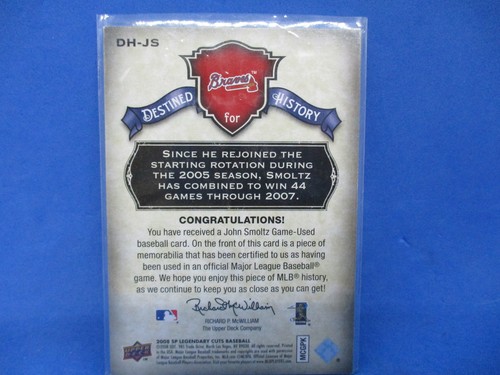 DH-JS
Braves
DESTINED for HISTORY
SINCE HE REJOINED THE
STARTING ROTATION DURING
THE 2005 SEASON, SMOLTZ
HAS COMBINED TO WIN 44
GAMES THROUGH 2007.
CONGRATULATIONS!
You have received a John Smoltz Game-Used
baseball card. On the front of this card is a piece of
memorabilia that has been certified to us as having
been used in an official Major League Baseball®
game. We hope you enjoy this piece of MLB® history,
as we continue to keep you as close as you can get!
Richard McWilliam
RICHARD P. McWILLIAM
The Upper Deck Company
2008 SP LEGENDARY CUTS BASEBALL
MCGPK